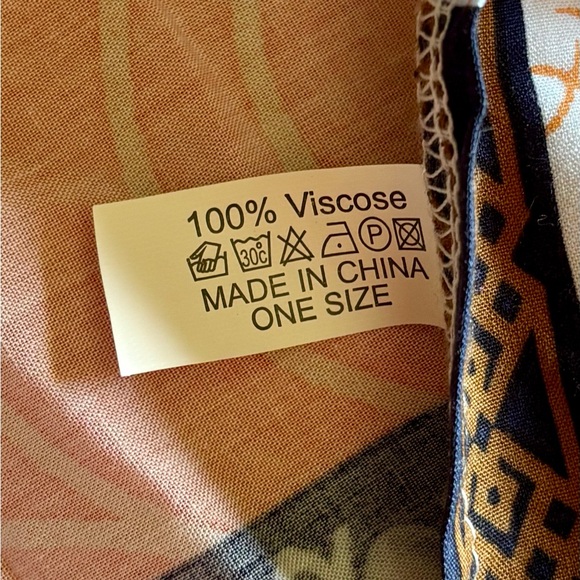 100% Viscose
30c P
MADE IN CHINA
ONE SIZE